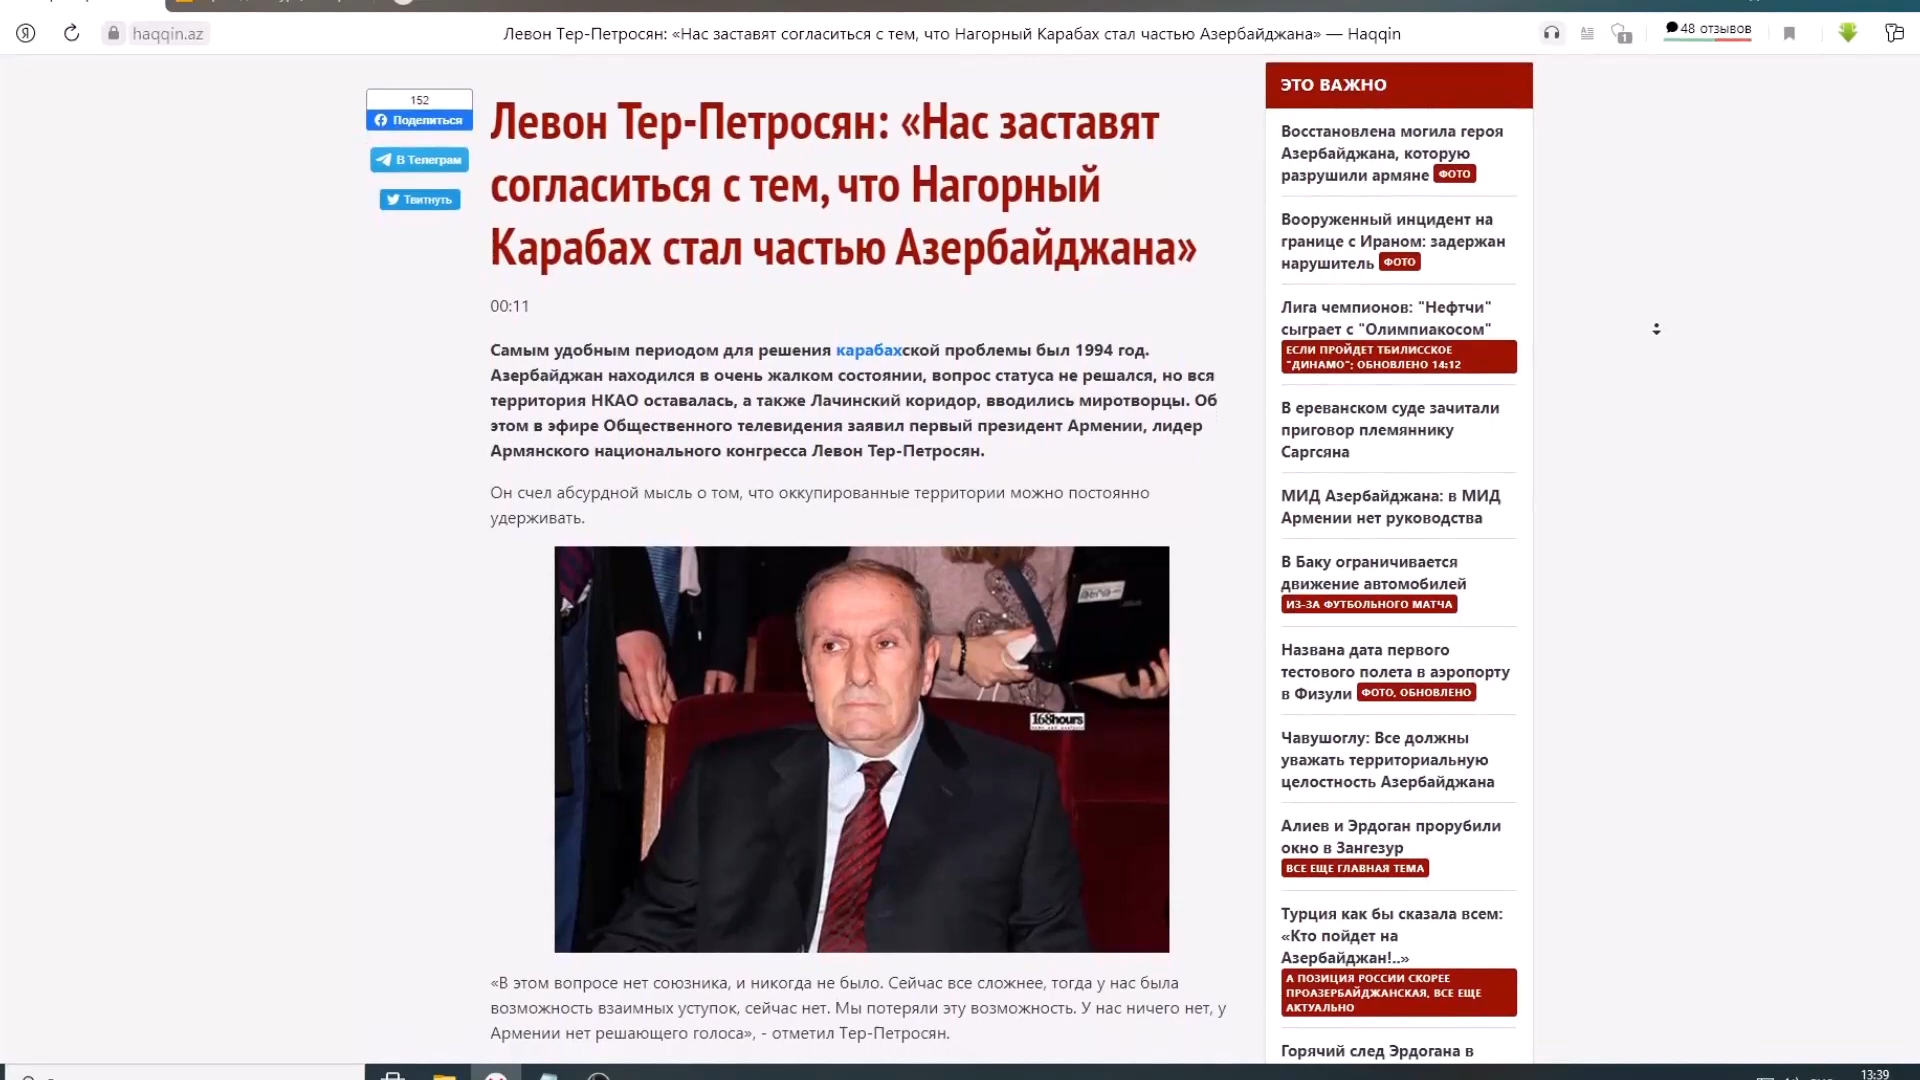 haqqin.az
Левон Тер-Петросян: «Нас заставят согласиться с тем, что Нагорный Карабах стал частью Азербайджана» — Haqqin
1
48 отзывов
152
Поделиться
В Телеграм
Твитнуть
Левон Тер-Петросян: «Нас заставят
согласиться с тем, что Нагорный
Карабах стал частью Азербайджана»
00:11
Самым удобным периодом для решения карабахской проблемы был 1994 год.
Азербайджан находился в очень жалком состоянии, вопрос статуса не решался, но вся
территория НКАО оставалась, а также Лачинский коридор, вводились миротворцы. Об
этом в эфире Общественного телевидения заявил первый президент Армении, лидер
Армянского национального конгресса Левон Тер-Петросян.
Он счел абсурдной мысль о том, что оккупированные территории можно постоянно
удерживать.
168hours
«В этом вопросе нет союзника, и никогда не было. Сейчас все сложнее, тогда у нас была
возможность взаимных уступок, сейчас нет. Мы потеряли эту возможность. У нас ничего нет, у
Армении нет решающего голоса», - отметил Тер-Петросян.
ЭТО ВАЖНО
Восстановлена могила героя
Азербайджана, которую
разрушили армяне ФОТО
Вооруженный инцидент на
границе с Ираном: задержан
нарушитель ФОТО
Лига чемпионов: "Нефтчи"
сыграет с "Олимпиакосом"
ЕСЛИ ПРОЙДЕТ ТБИЛИССКОЕ
"ДИНАМО"; ОБНОВЛЕНО 14:12
В ереванском суде зачитали
приговор племяннику
Саргсяна
МИД Азербайджана: в МИД
Армении нет руководства
В Баку ограничивается
движение автомобилей
ИЗ-ЗА ФУТБОЛЬНОГО МАТЧА
Названа дата первого
тестового полета в аэропорту
в Физули ФОТО, ОБНОВЛЕНО
Чавушоглу: Все должны
уважать территориальную
целостность Азербайджана
Алиев и Эрдоган прорубили
окно в Зангезур
ВСЕ ЕЩЕ ГЛАВНАЯ ТЕМА
Турция как бы сказала всем:
«Кто пойдет на
Азербайджан!..»
А ПОЗИЦИЯ РОССИИ СКОРЕЕ
ПРОАЗЕРБАЙДЖАНСКАЯ, ВСЕ ЕЩЕ
АКТУАЛЬНО
Горячий след Эрдогана в
13:39